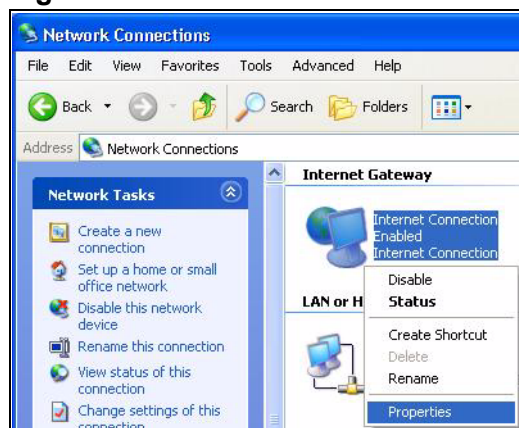 Network Connections
File Edit View Favorites Tools Advanced Help
Back Search Folders
Address Network Connections
Network Tasks
Create a new
connection
Set up a home or small
office network
Disable this network
device
Rename this connection
View status of this
connection
Change settings of this
connection
Internet Gateway
Internet Connection
Enabled
Internet Connection
LAN or H
Disable
Status
Create Shortcut
Delete
Rename
Properties